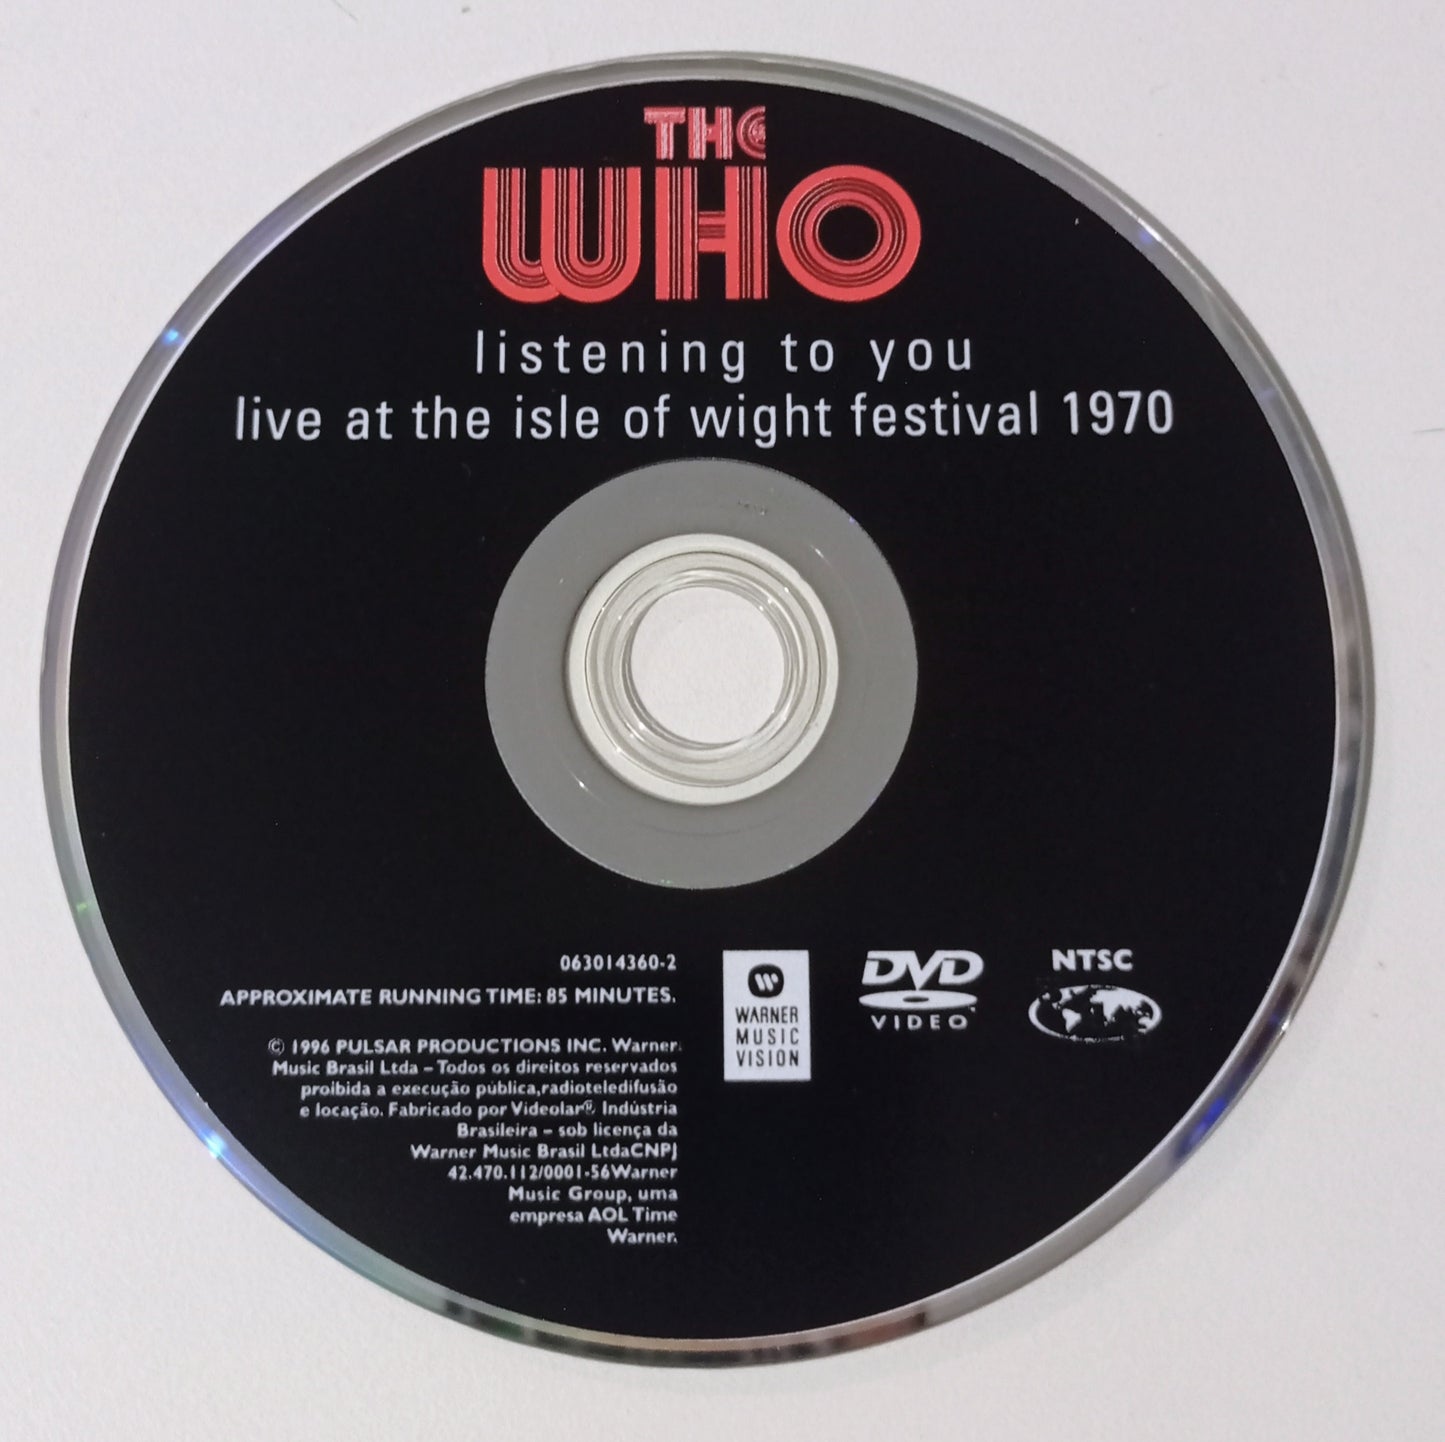 THE
WHO
listening to you
live at the isle of wight festival 1970
063014360-2
APPROXIMATE RUNNING TIME: 85 MINUTES.
© 1996 PULSAR PRODUCTIONS INC. Warner
Music Brasil Ltda – Todos os direitos reservados
proibida a execução pública,radioteledifusão
e locação. Fabricado por Videolar® Indústria
Brasileira – sob licença da
Warner Music Brasil LtdaCNPJ
42.470.112/0001-56Warner
Music Group, uma
empresa AOL Time
Warner.
W
WARNER
MUSIC
VISION
DVD
VIDEO
NTSC